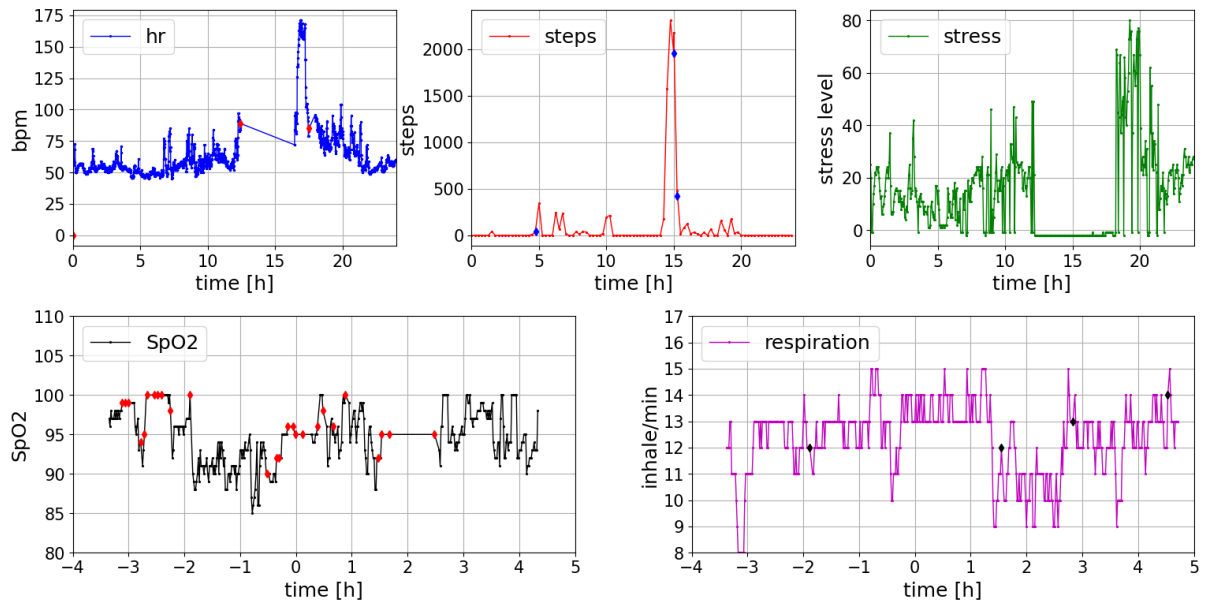 175
150
125
100
75
50
25
0
bpm
hr
0 5 10 15 20
time [h]
2000
1500
1000
500
0
steps
steps
0 5 10 15 20
time [h]
80
60
40
20
0
stress level
stress
0 5 10 15 20
time [h]
110
105
100
95
90
85
80
SpO2
SpO2
−4 −3 −2 −1 0 1 2 3 4 5
time [h]
17
16
15
14
13
12
11
10
9
8
inhale/min
respiration
−4 −3 −2 −1 0 1 2 3 4 5
time [h]